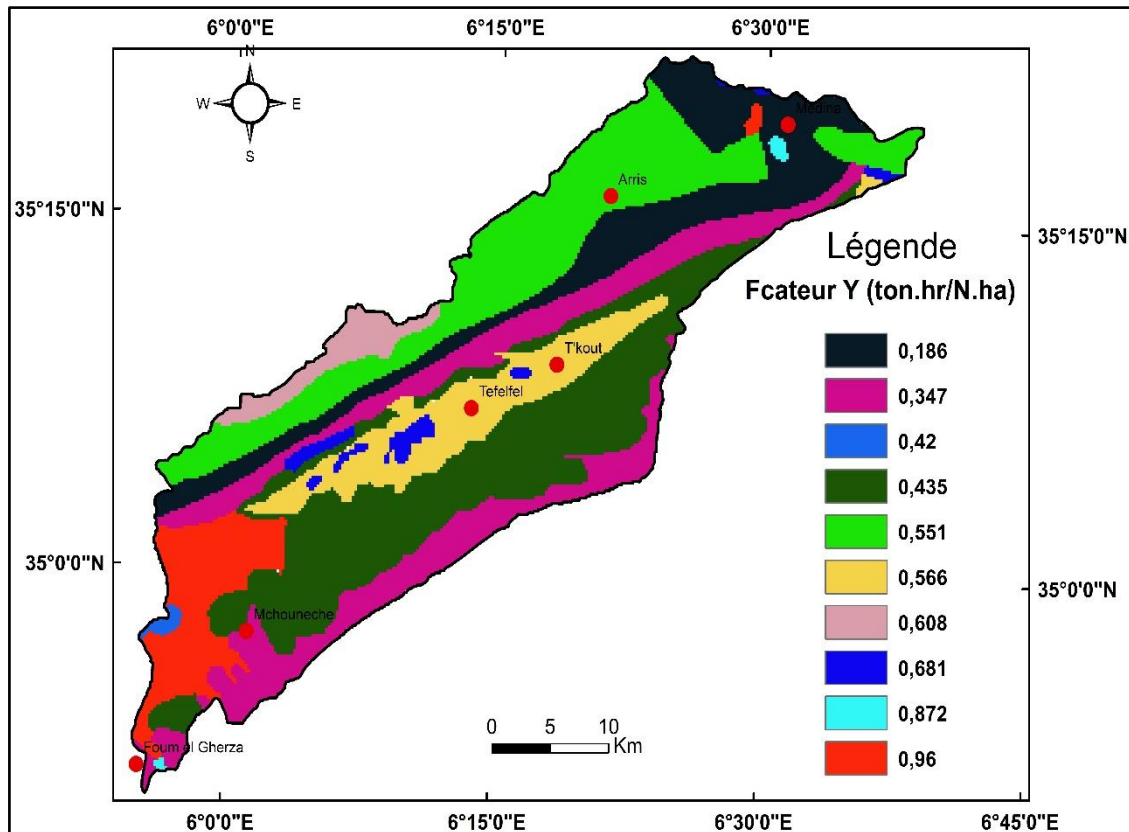 6°0'0"E 6°15'0"E 6°30'0"E
N
W E
S
Medina
Arris
35°15'0"N
35°15'0"N
Légende
Fcateur Y (ton.hr/N.ha)
T'kout
Tefelfel
0,186
0,347
0,42
0,435
0,551
0,566
0,608
0,681
0,872
0,96
35°0'0"N
35°0'0"N
Mchouneche
Foum el Gherza
0 5 10
Km
6°0'0"E 6°15'0"E 6°30'0"E 6°45'0"E